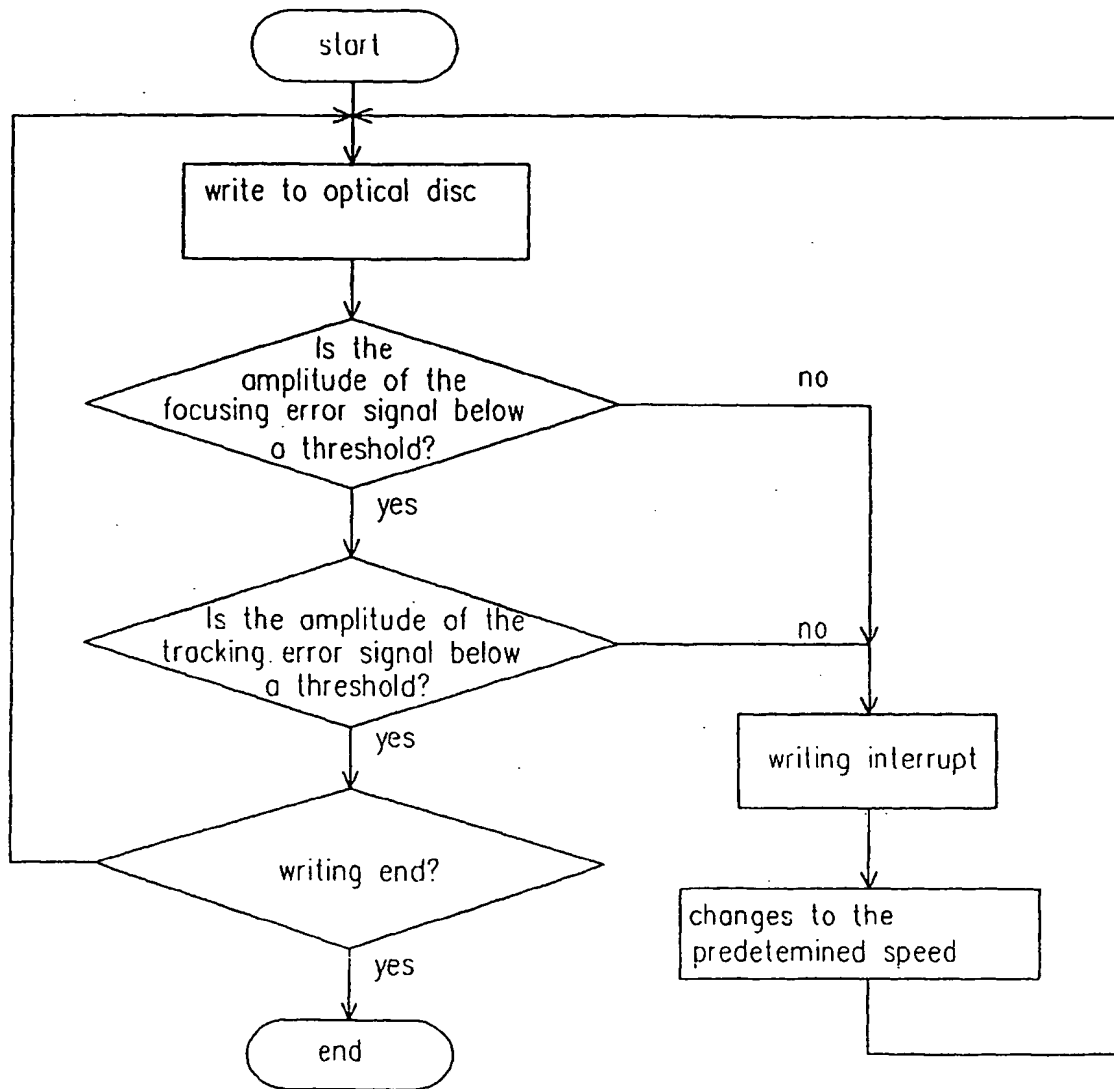 start
write to optical disc
Is the
amplitude of the
focusing error signal below
a threshold?
no
yes
Is the amplitude of the
tracking error signal below
a threshold?
no
yes
writing interrupt
writing end?
changes to the
predetemined speed
yes
end